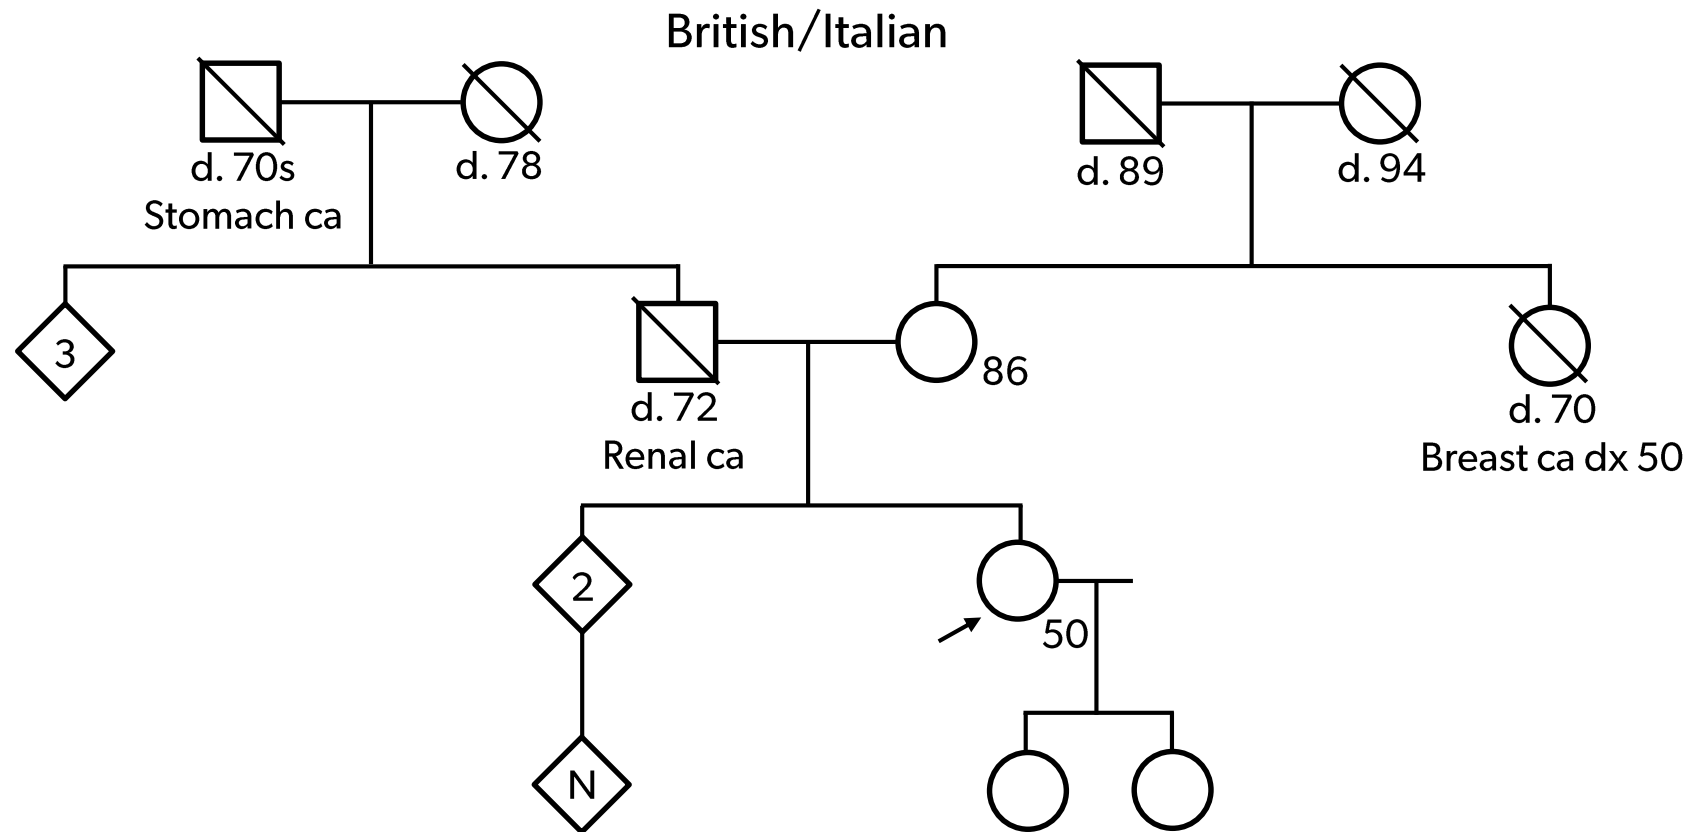 British/Italian
d. 70s
Stomach ca
d. 78
d. 89
d. 94
3
d. 72
Renal ca
86
d. 70
Breast ca dx 50
2
50
N